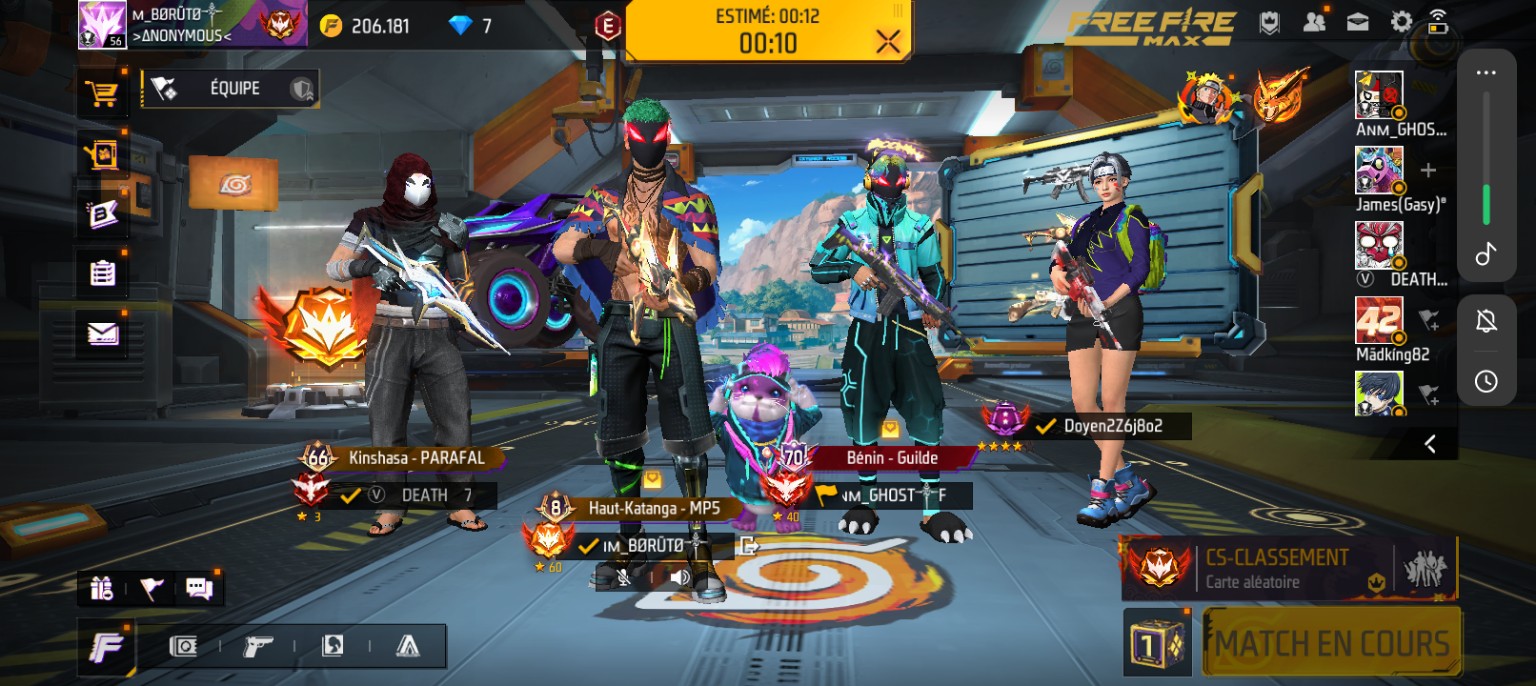 M_BØRŪTØ
56
>ΔNONYMOUS<
206.181
7
E
ESTIMÉ: 00:12
00:10
FREE FIRE
MAX
ÉQUIPE
ANM_GHOS...
James(Gasy)®
V DEATH...
42
Mãdkíng82
B
66 Kinshasa - PARAFAL
V DEATH 7
3
8 Haut-Katanga - MP5
IM_BØRŪTØ
60
70 Bénin - Guilde
NM_GHOST F
40
Doyen2Z6j8o2
CS-CLASSEMENT
Carte aléatoire
1
MATCH EN COURS